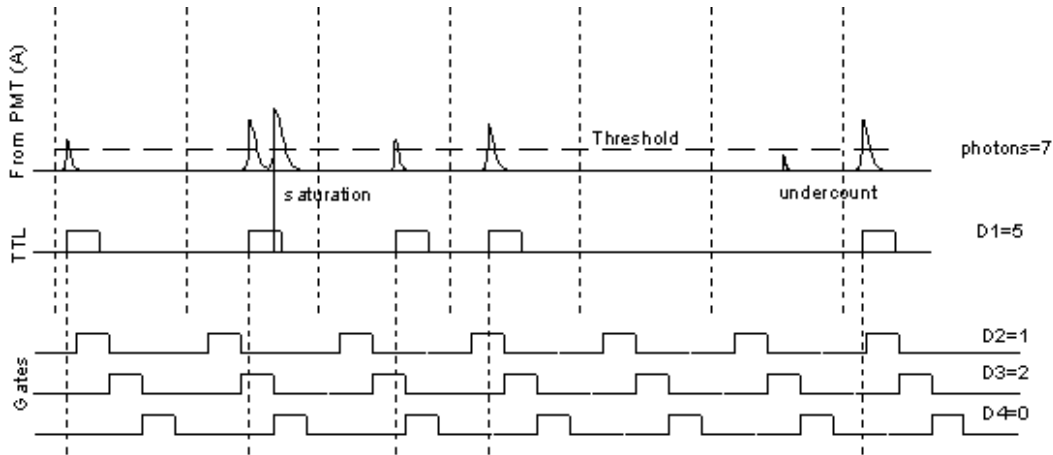 From PMT (A)
Threshold
photons=7
saturation
undercount
TTL
D1=5
Gates
D2=1
D3=2
D4=0